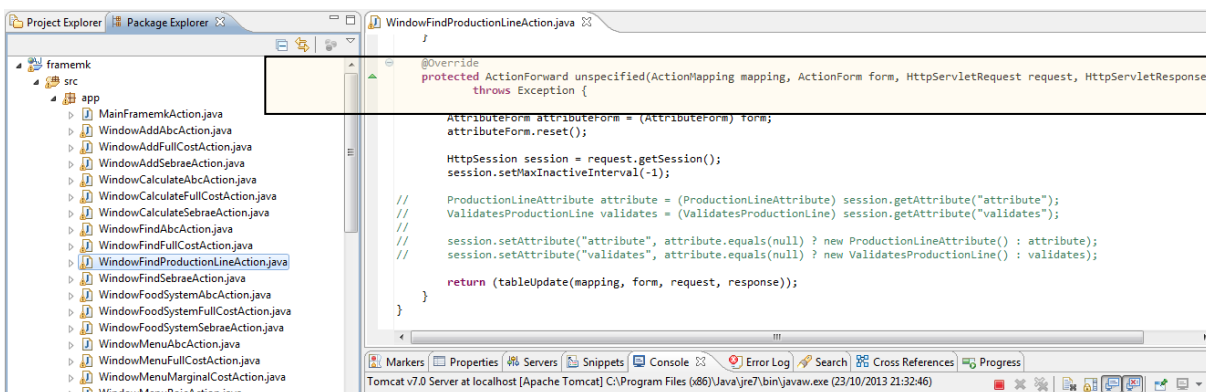 Project Explorer Package Explorer
framemk
src
app
MainFramemkAction.java
WindowAddAbcAction.java
WindowAddFullCostAction.java
WindowAddSebraeAction.java
WindowCalculateAbcAction.java
WindowCalculateFullCostAction.java
WindowCalculateSebraeAction.java
WindowFindAbcAction.java
WindowFindFullCostAction.java
WindowFindProductionLineAction.java
WindowFindSebraeAction.java
WindowFoodSystemAbcAction.java
WindowFoodSystemFullCostAction.java
WindowFoodSystemSebraeAction.java
WindowMenuAbcAction.java
WindowMenuFullCostAction.java
WindowMenuMarginalCostAction.java
WindowFindProductionLineAction.java
}
@Override
protected ActionForward unspecified(ActionMapping mapping, ActionForm form, HttpServletRequest request, HttpServletResponse
throws Exception {
AttributeForm attributeForm = (AttributeForm) form;
attributeForm.reset();
HttpSession session = request.getSession();
session.setMaxInactiveInterval(-1);
// ProductionLineAttribute attribute = (ProductionLineAttribute) session.getAttribute("attribute");
// ValidatesProductionLine validates = (ValidatesProductionLine) session.getAttribute("validates");
//
// session.setAttribute("attribute", attribute.equals(null) ? new ProductionLineAttribute() : attribute);
// session.setAttribute("validates", attribute.equals(null) ? new ValidatesProductionLine() : validates);
return (tableUpdate(mapping, form, request, response));
}
}
Markers Properties Servers Snippets Console Error Log Search Cross References Progress
Tomcat v7.0 Server at localhost [Apache Tomcat] C:\Program Files (x86)\Java\jre7\bin\javaw.exe (23/10/2013 21:32:46)